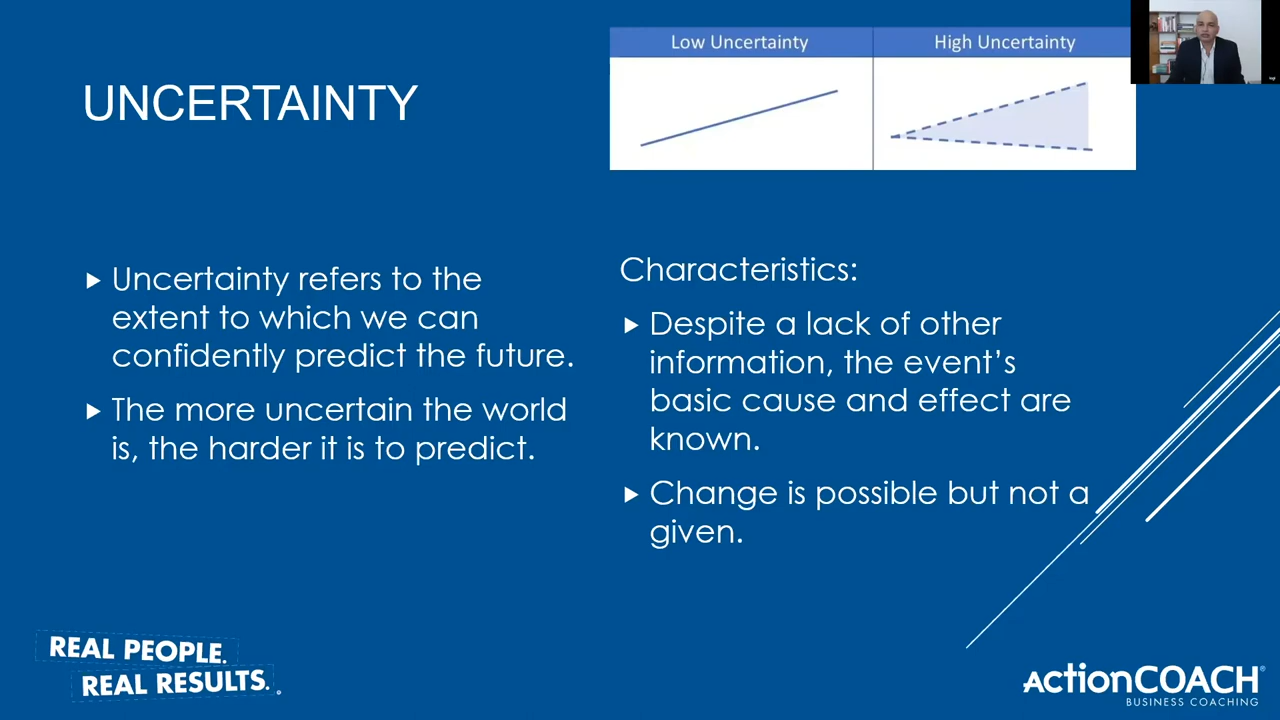 Low Uncertainty
High Uncertainty
UNCERTAINTY
Uncertainty refers to the
extent to which we can
confidently predict the future.
The more uncertain the world
is, the harder it is to predict.
Characteristics:
Despite a lack of other
information, the event's
basic cause and effect are
known.
Change is possible but not a
given.
REAL PEOPLE.
REAL RESULTS.®
ActionCOACH®
BUSINESS COACHING